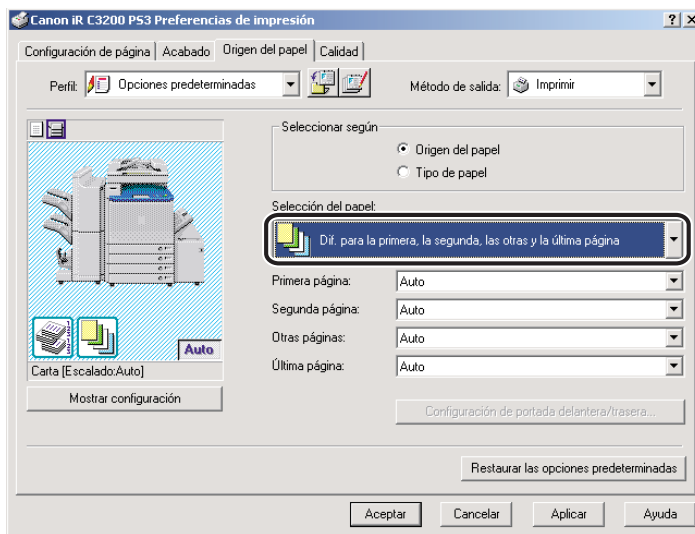 Canon iR C3200 PS3 Preferencias de impresión
Configuración de página Acabado Origen del papel Calidad
Perfil: Opciones predeterminadas Método de salida: Imprimir
Seleccionar según
Origen del papel
Tipo de papel
Selección del papel:
Dif. para la primera, la segunda, las otras y la última página
Primera página: Auto
Segunda página: Auto
Otras páginas: Auto
Última página: Auto
Auto
Carta [Escalado:Auto]
Mostrar configuración
Configuración de portada delantera/trasera...
Restaurar las opciones predeterminadas
Aceptar Cancelar Aplicar Ayuda